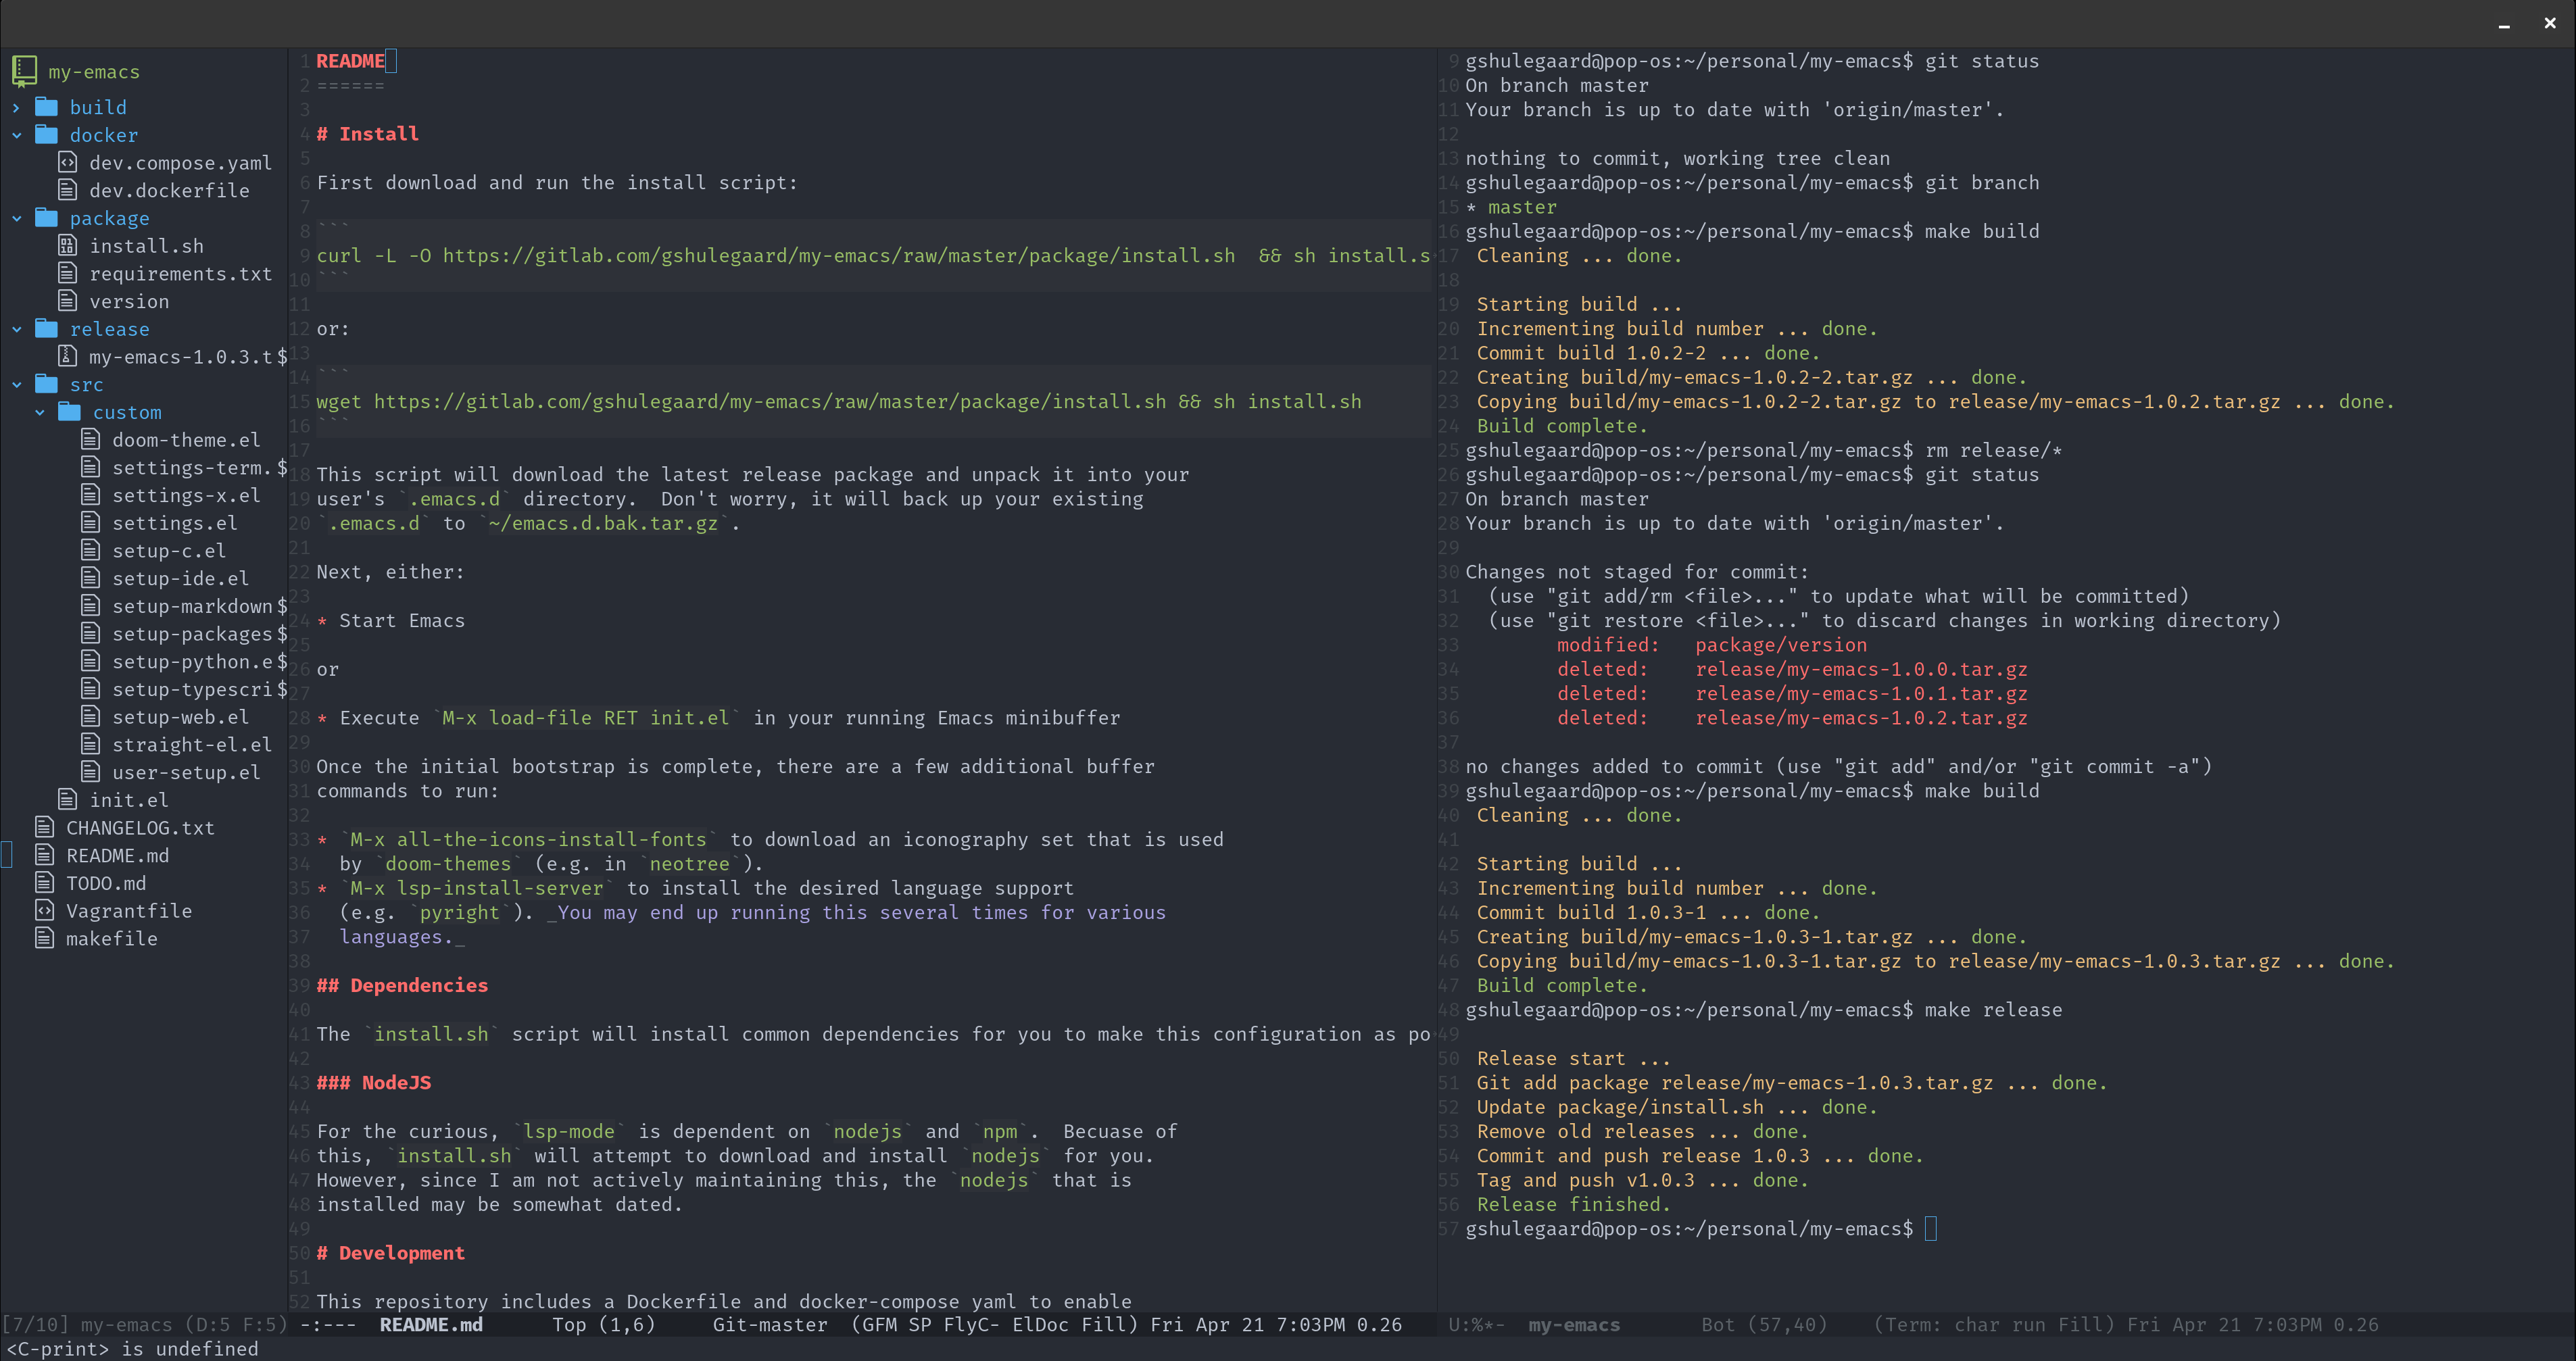 my-emacs
build
docker
dev.compose.yaml
dev.dockerfile
package
install.sh
requirements.txt
version
release
my-emacs-1.0.3.t$
src
custom
doom-theme.el
settings-term.$
settings-x.el
settings.el
setup-c.el
setup-ide.el
setup-markdown$
setup-packages$
setup-python.e$
setup-typescri$
setup-web.el
straight-el.el
user-setup.el
init.el
CHANGELOG.txt
README.md
TODO.md
Vagrantfile
makefile
[7/10] my-emacs (D:5 F:5)
1 README
2 ======
3
4 # Install
5
6 First download and run the install script:
7
8 ```
9 curl -L -O https://gitlab.com/gshulegaard/my-emacs/raw/master/package/install.sh  && sh install.s
10 ```
11
12 or:
13
14 ```
15 wget https://gitlab.com/gshulegaard/my-emacs/raw/master/package/install.sh && sh install.sh
16 ```
17
18 This script will download the latest release package and unpack it into your
19 user's `.emacs.d` directory.  Don't worry, it will back up your existing
20 `.emacs.d` to `~/emacs.d.bak.tar.gz`.
21
22 Next, either:
23
24 * Start Emacs
25
26 or
27
28 * Execute `M-x load-file RET init.el` in your running Emacs minibuffer
29
30 Once the initial bootstrap is complete, there are a few additional buffer
31 commands to run:
32
33 * `M-x all-the-icons-install-fonts` to download an iconography set that is used
34   by `doom-themes` (e.g. in `neotree`).
35 * `M-x lsp-install-server` to install the desired language support
36   (e.g. `pyright`). _You may end up running this several times for various
37   languages._
38
39 ## Dependencies
40
41 The `install.sh` script will install common dependencies for you to make this configuration as po
42
43 ### NodeJS
44
45 For the curious, `lsp-mode` is dependent on `nodejs` and `npm`.  Becuase of
46 this, `install.sh` will attempt to download and install `nodejs` for you.
47 However, since I am not actively maintaining this, the `nodejs` that is
48 installed may be somewhat dated.
49
50 # Development
51
52 This repository includes a Dockerfile and docker-compose yaml to enable
-:---  README.md      Top (1,6)     Git-master  (GFM SP FlyC- ElDoc Fill) Fri Apr 21 7:03PM 0.26
9 gshulegaard@pop-os:~/personal/my-emacs$ git status
10 On branch master
11 Your branch is up to date with 'origin/master'.
12
13 nothing to commit, working tree clean
14 gshulegaard@pop-os:~/personal/my-emacs$ git branch
15 * master
16 gshulegaard@pop-os:~/personal/my-emacs$ make build
17  Cleaning ... done.
18
19  Starting build ...
20  Incrementing build number ... done.
21  Commit build 1.0.2-2 ... done.
22  Creating build/my-emacs-1.0.2-2.tar.gz ... done.
23  Copying build/my-emacs-1.0.2-2.tar.gz to release/my-emacs-1.0.2.tar.gz ... done.
24  Build complete.
25 gshulegaard@pop-os:~/personal/my-emacs$ rm release/*
26 gshulegaard@pop-os:~/personal/my-emacs$ git status
27 On branch master
28 Your branch is up to date with 'origin/master'.
29
30 Changes not staged for commit:
31   (use "git add/rm <file>..." to update what will be committed)
32   (use "git restore <file>..." to discard changes in working directory)
33         modified:   package/version
34         deleted:    release/my-emacs-1.0.0.tar.gz
35         deleted:    release/my-emacs-1.0.1.tar.gz
36         deleted:    release/my-emacs-1.0.2.tar.gz
37
38 no changes added to commit (use "git add" and/or "git commit -a")
39 gshulegaard@pop-os:~/personal/my-emacs$ make build
40  Cleaning ... done.
41
42  Starting build ...
43  Incrementing build number ... done.
44  Commit build 1.0.3-1 ... done.
45  Creating build/my-emacs-1.0.3-1.tar.gz ... done.
46  Copying build/my-emacs-1.0.3-1.tar.gz to release/my-emacs-1.0.3.tar.gz ... done.
47  Build complete.
48 gshulegaard@pop-os:~/personal/my-emacs$ make release
49
50  Release start ...
51  Git add package release/my-emacs-1.0.3.tar.gz ... done.
52  Update package/install.sh ... done.
53  Remove old releases ... done.
54  Commit and push release 1.0.3 ... done.
55  Tag and push v1.0.3 ... done.
56  Release finished.
57 gshulegaard@pop-os:~/personal/my-emacs$
U:%*-  my-emacs       Bot (57,40)    (Term: char run Fill) Fri Apr 21 7:03PM 0.26
<C-print> is undefined